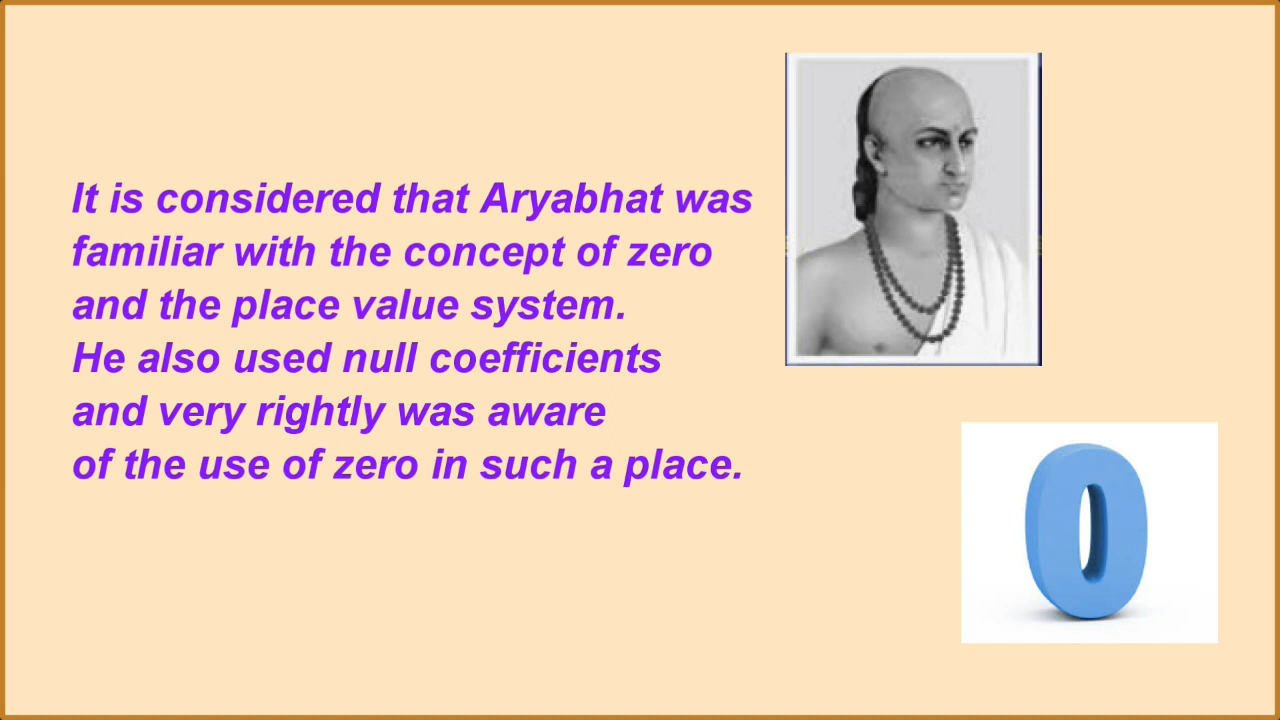 It is considered that Aryabhat was
familiar with the concept of zero
and the place value system.
He also used null coefficients
and very rightly was aware
of the use of zero in such a place.
0